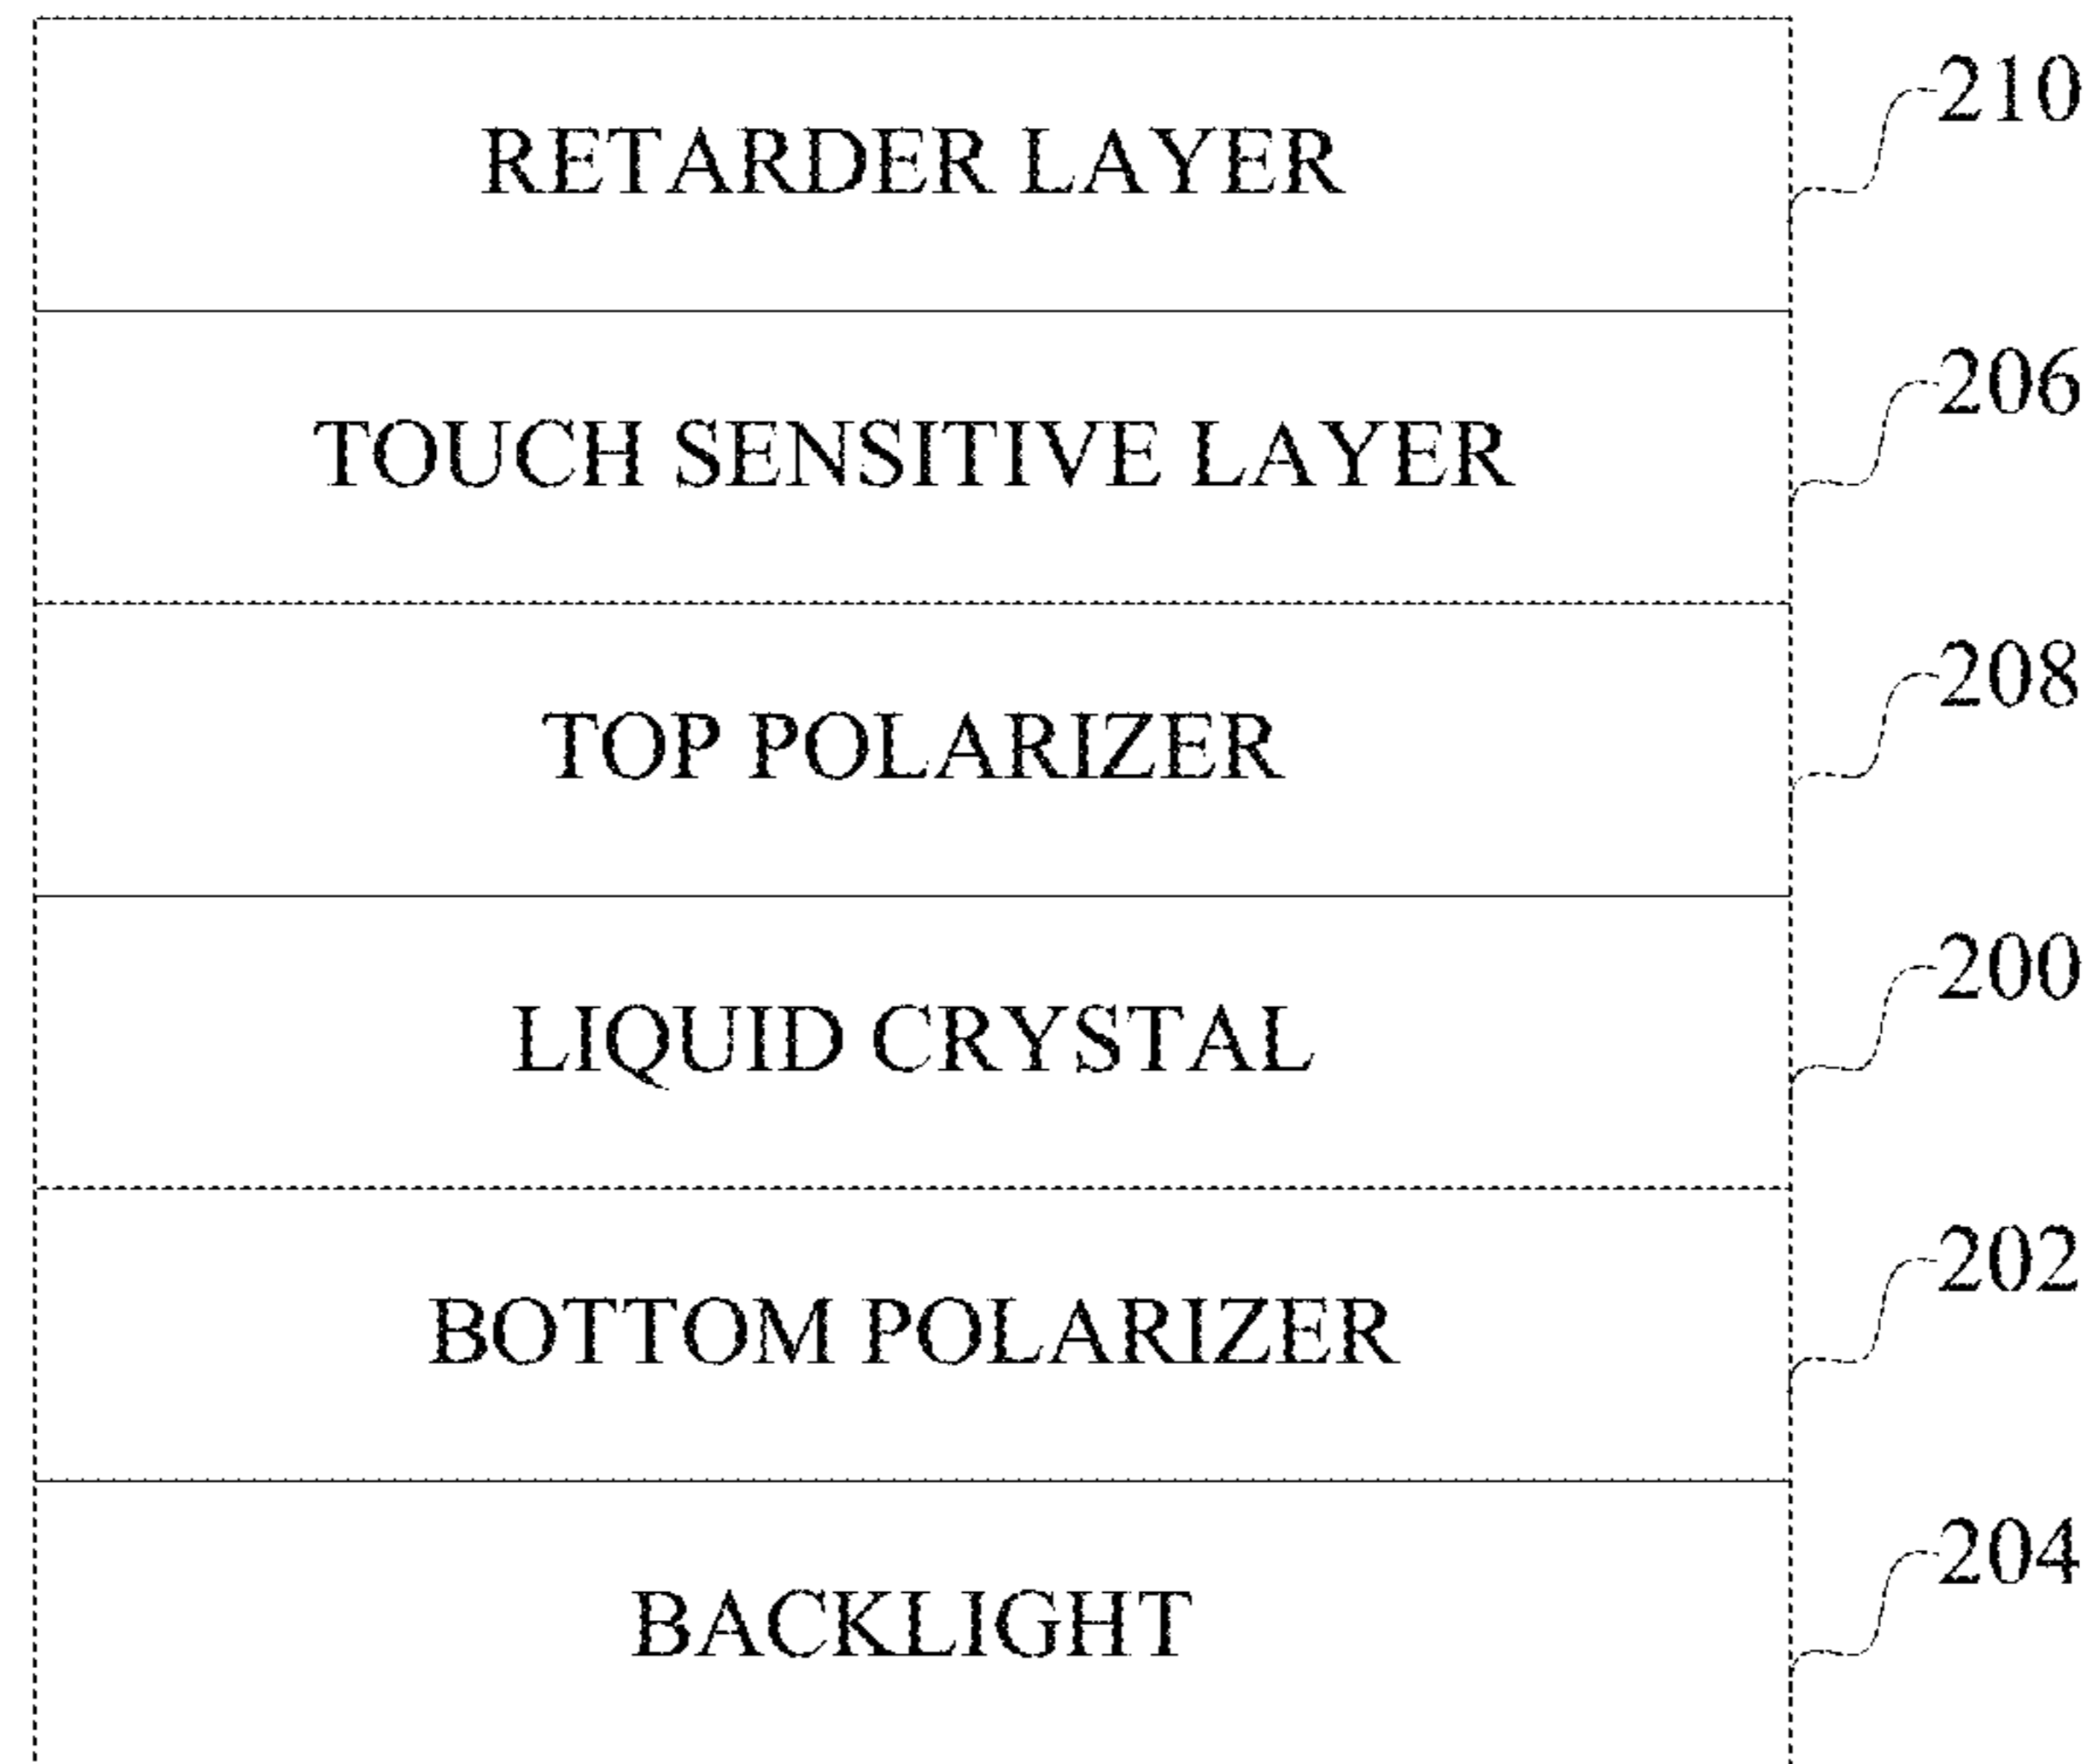 210
RETARDER LAYER
206
TOUCH SENSITIVE LAYER
208
TOP POLARIZER
200
LIQUID CRYSTAL
202
BOTTOM POLARIZER
204
BACKLIGHT